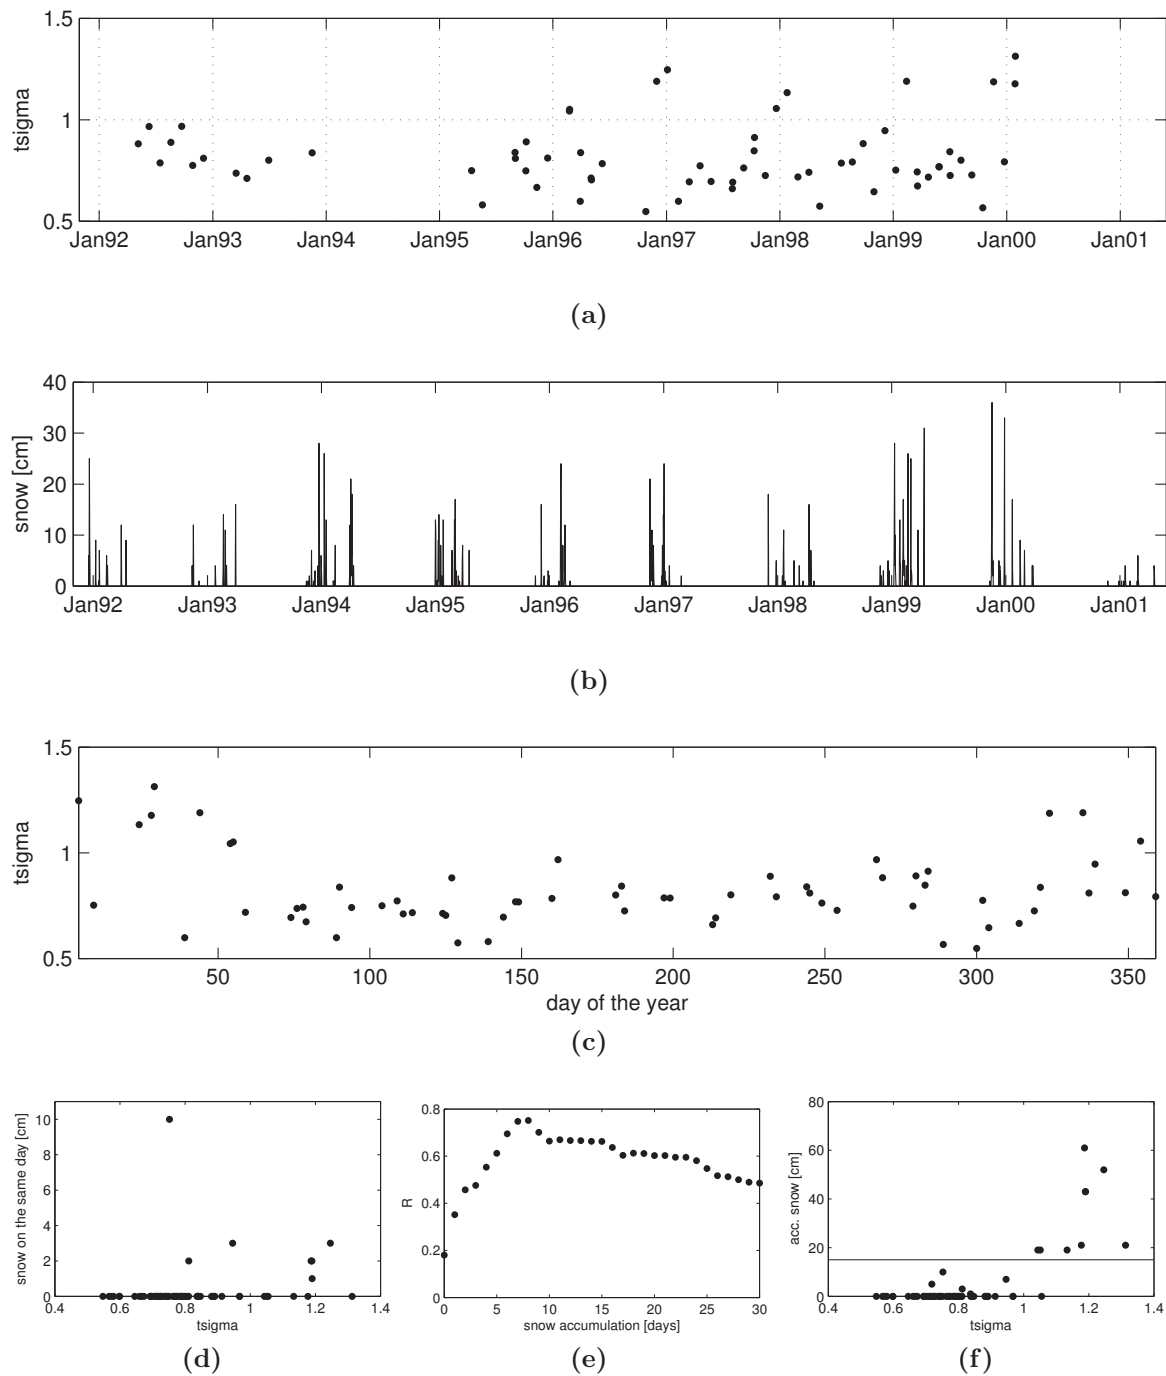 1.5
tsigma
1
0.5
Jan92 Jan93 Jan94 Jan95 Jan96 Jan97 Jan98 Jan99 Jan00 Jan01
(a)
40
30
snow [cm]
20
10
0
Jan92 Jan93 Jan94 Jan95 Jan96 Jan97 Jan98 Jan99 Jan00 Jan01
(b)
1.5
tsigma
1
0.5
50 100 150 200 250 300 350
day of the year
(c)
snow on the same day [cm]
10
8
6
4
2
0
0.4 0.6 0.8 1 1.2 1.4
tsigma
(d)
R
0.8
0.6
0.4
0.2
0
0 5 10 15 20 25 30
snow accumulation [days]
(e)
acc. snow [cm]
80
60
40
20
0
0.4 0.6 0.8 1 1.2 1.4
tsigma
(f)